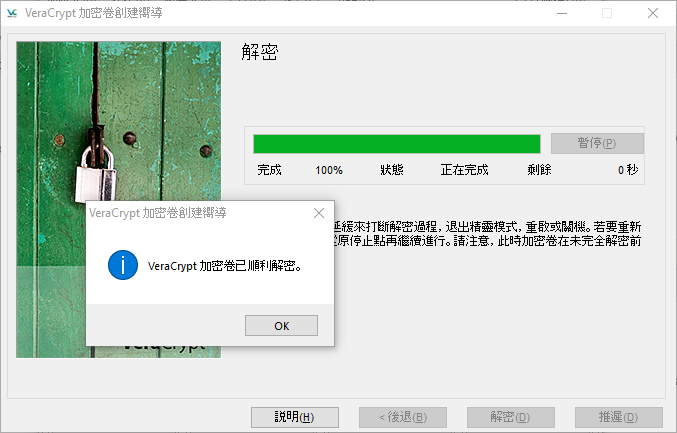 VeraCrypt 加密卷創建嚮導
解密
暫停(P)
完成 100% 狀態 正在完成 剩餘 0 秒
延緩來打斷解密過程, 退出精靈模式, 重啟或關機。若要重新
原停止點再繼續進行。請注意, 此時加密卷在未完全解密前
VeraCrypt 加密卷創建嚮導
VeraCrypt 加密卷已順利解密。
OK
VeraCrypt
説明(H) < 後退(B) 解密(D) 推遲(D)